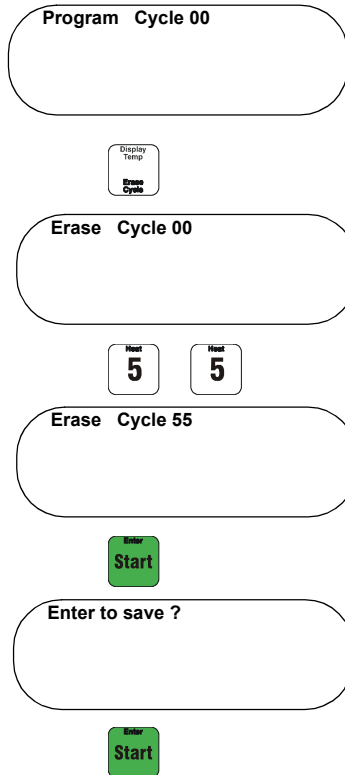 Program Cycle 00
Display
Temp
Erase
Cycle
Erase Cycle 00
Heat Heat
5 5
Erase Cycle 55
Enter
Start
Enter to save ?
Enter
Start